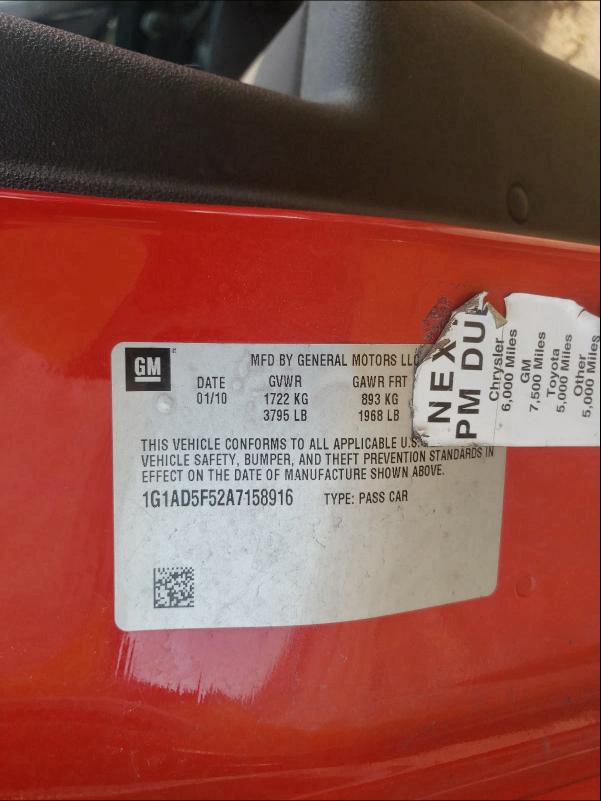 GM
MFD BY GENERAL MOTORS LLC
DATE GVWR GAWR FRT
01/10 1722 KG 893 KG
3795 LB 1968 LB
THIS VEHICLE CONFORMS TO ALL APPLICABLE U.S.
VEHICLE SAFETY, BUMPER, AND THEFT PREVENTION STANDARDS IN
EFFECT ON THE DATE OF MANUFACTURE SHOWN ABOVE.
1G1AD5F52A7158916 TYPE: PASS CAR
NEX
PM DU
Chrysler
6,000 Miles
GM
7,500 Miles
Toyota
5,000 Miles
Other
5,000 Miles